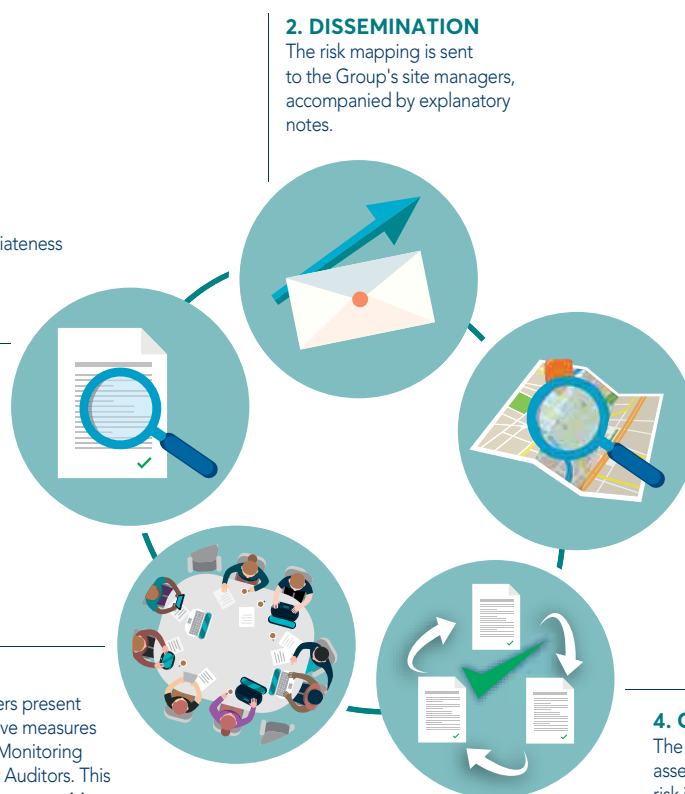 2. DISSEMINATION
The risk mapping is sent
to the Group's site managers,
accompanied by explanatory
notes.
iateness
ers present
ve measures
Monitoring
Auditors. This
4.
The
asse